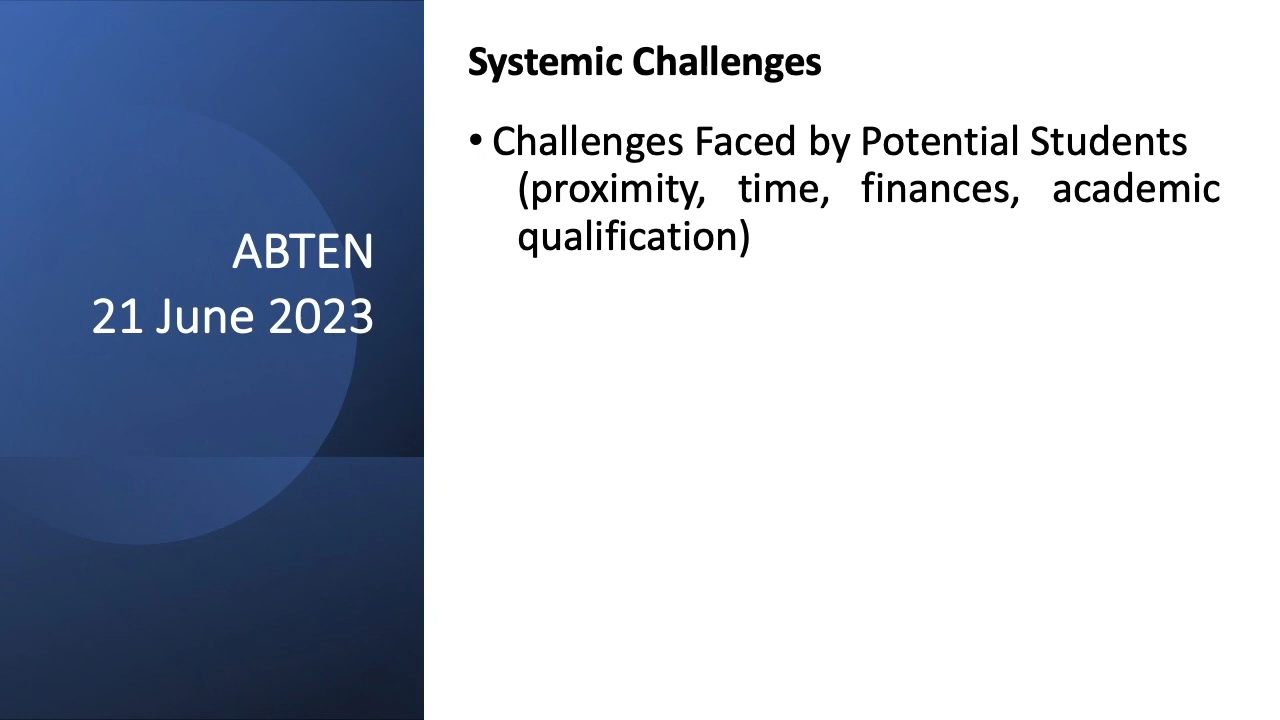 ABTEN
21 June 2023
Systemic Challenges
• Challenges Faced by Potential Students
(proximity, time, finances, academic
qualification)